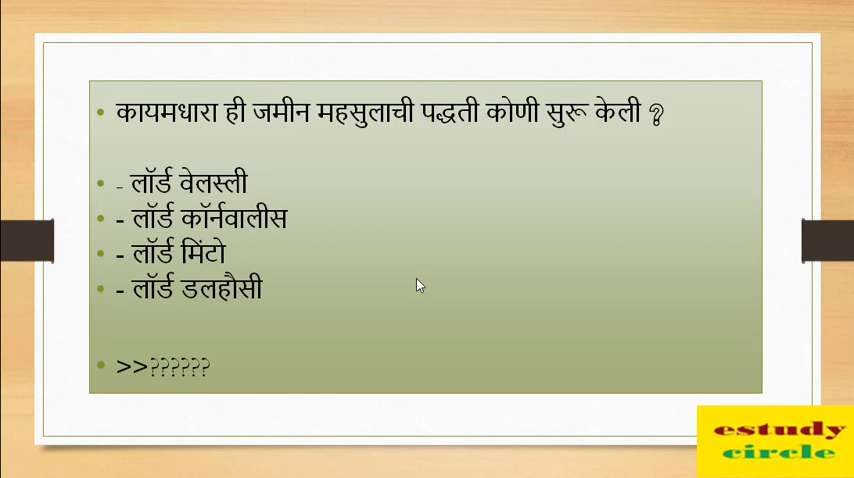 कायमधारा ही जमीन महसुलाची पद्धती कोणी सुरू केली ?
- लॉर्ड वेलस्ली
- लॉर्ड कॉर्नवालीस
- लॉर्ड मिंटो
- लॉर्ड डलहौसी
>>??????
estudy
circle